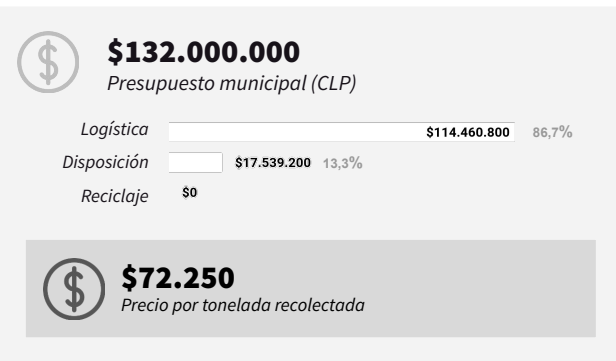 $132.000.000
Presupuesto municipal (CLP)
Logística $114.460.800 86,7%
Disposición $17.539.200 13,3%
Reciclaje $0
$72.250
Precio por tonelada recolectada